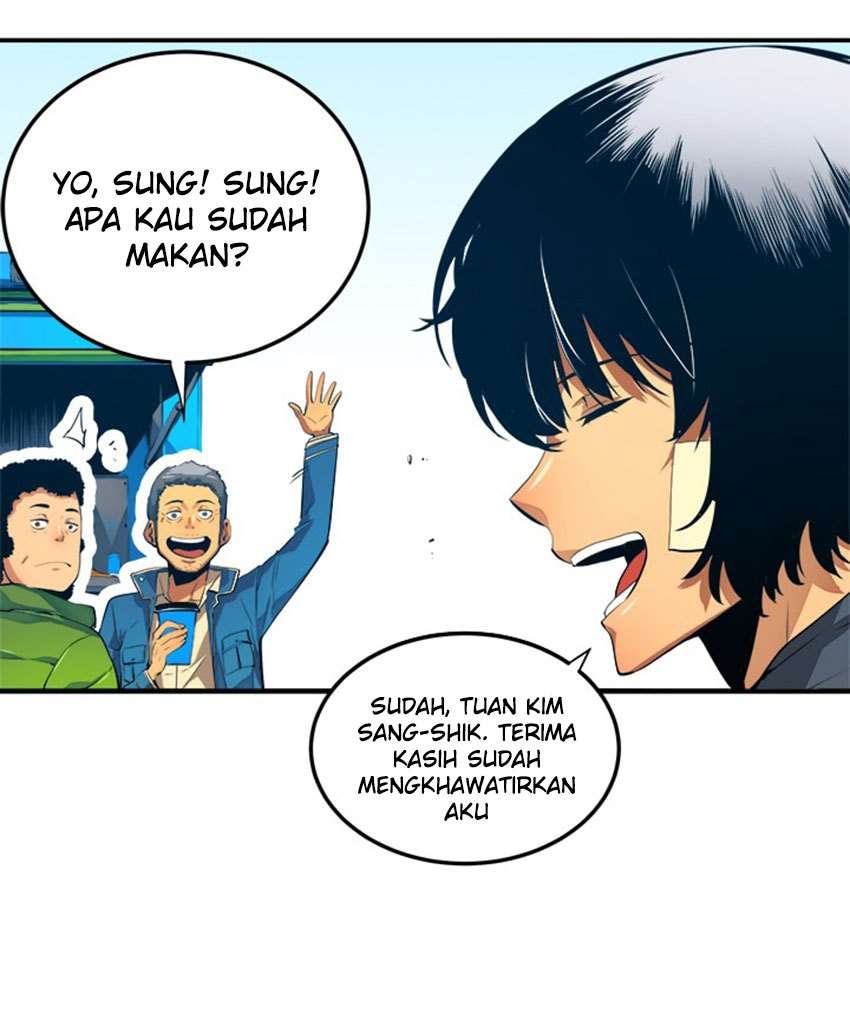 YO, SUNG! SUNG!
APA KAU SUDAH
MAKAN?
SUDAH, TUAN KIM
SANG-SHIK. TERIMA
KASIH SUDAH
MENGKHAWATIRKAN
AKU